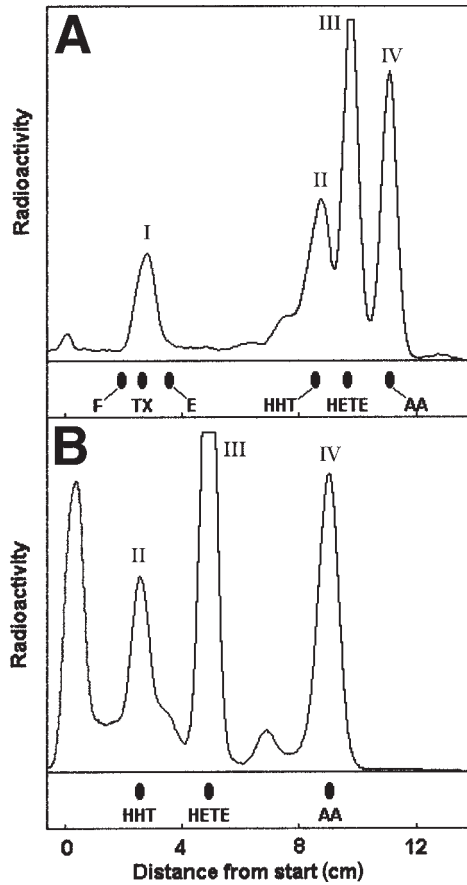 A
III
IV
II
I
Radioactivity
F TX E HHT HETE AA
B
III
IV
II
Radioactivity
HHT HETE AA
0 4 8 12
Distance from start (cm)